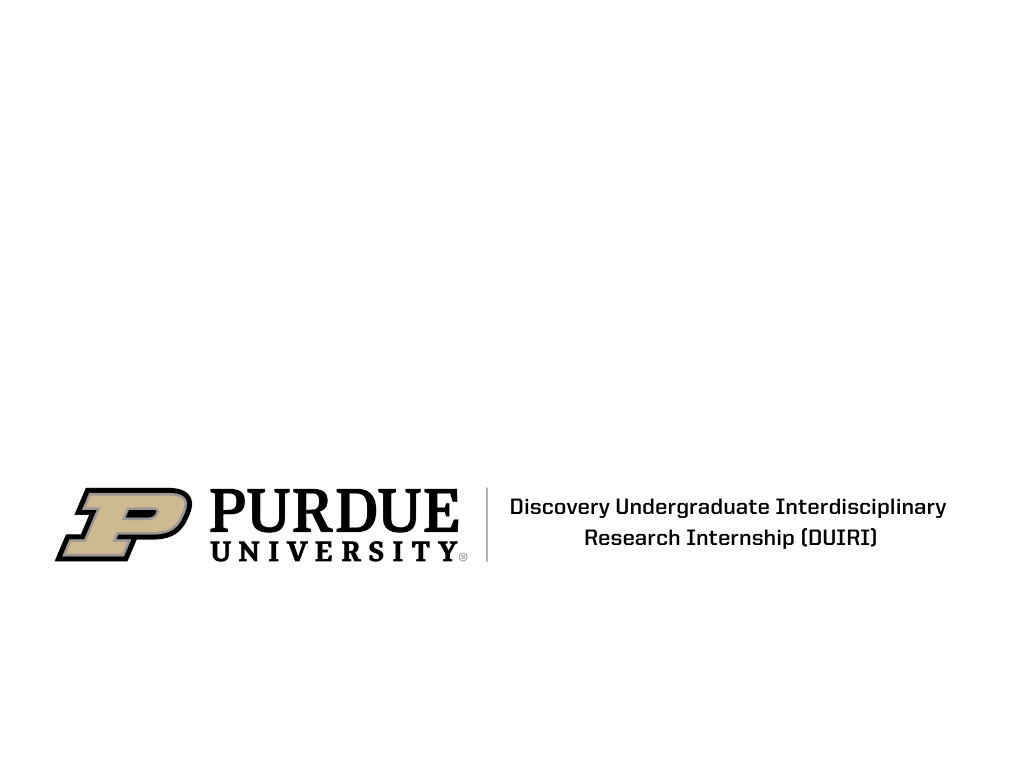 P
PURDUE
UNIVERSITY®
Discovery Undergraduate Interdisciplinary
Research Internship (DUIRI)